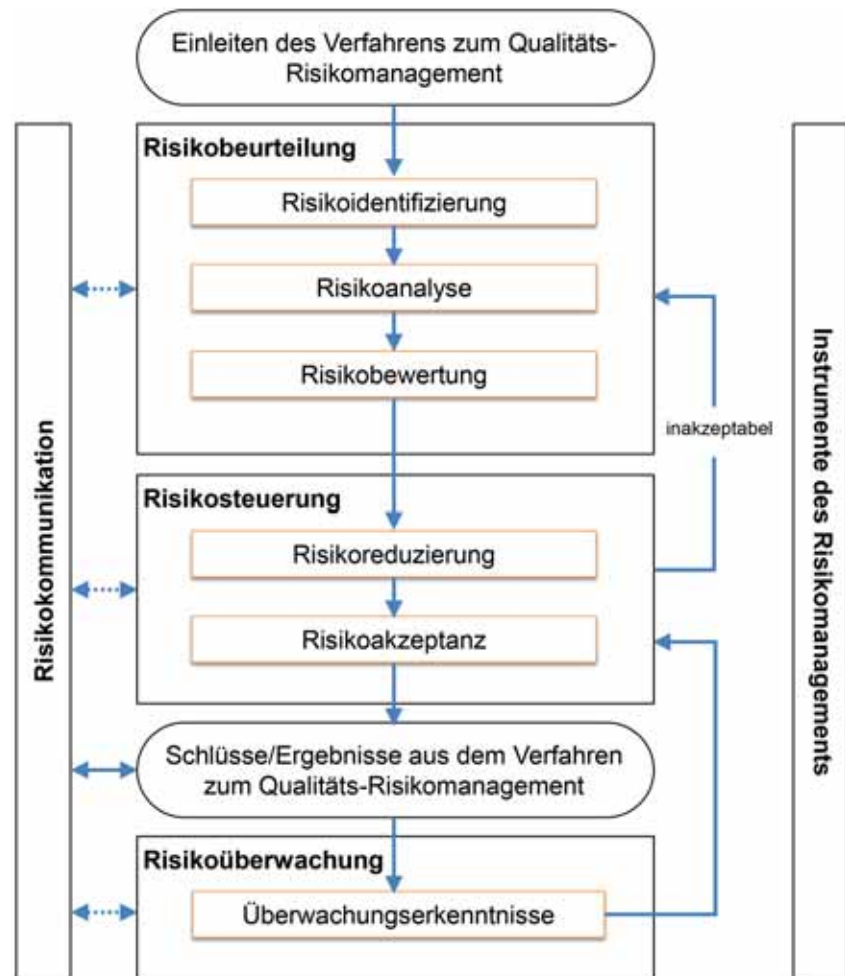 Einleiten des Verfahrens zum Qualitäts-
Risikomanagement
Risikobeurteilung
Risikoidentifizierung
Risikoanalyse
Risikobewertung
inakzeptabel
Risikosteuerung
Risikoreduzierung
Risikoakzeptanz
Schlüsse/Ergebnisse aus dem Verfahren
zum Qualitäts-Risikomanagement
Risikoüberwachung
Überwachungserkenntnisse
Risikokommunikation
Instrumente des Risikomanagements